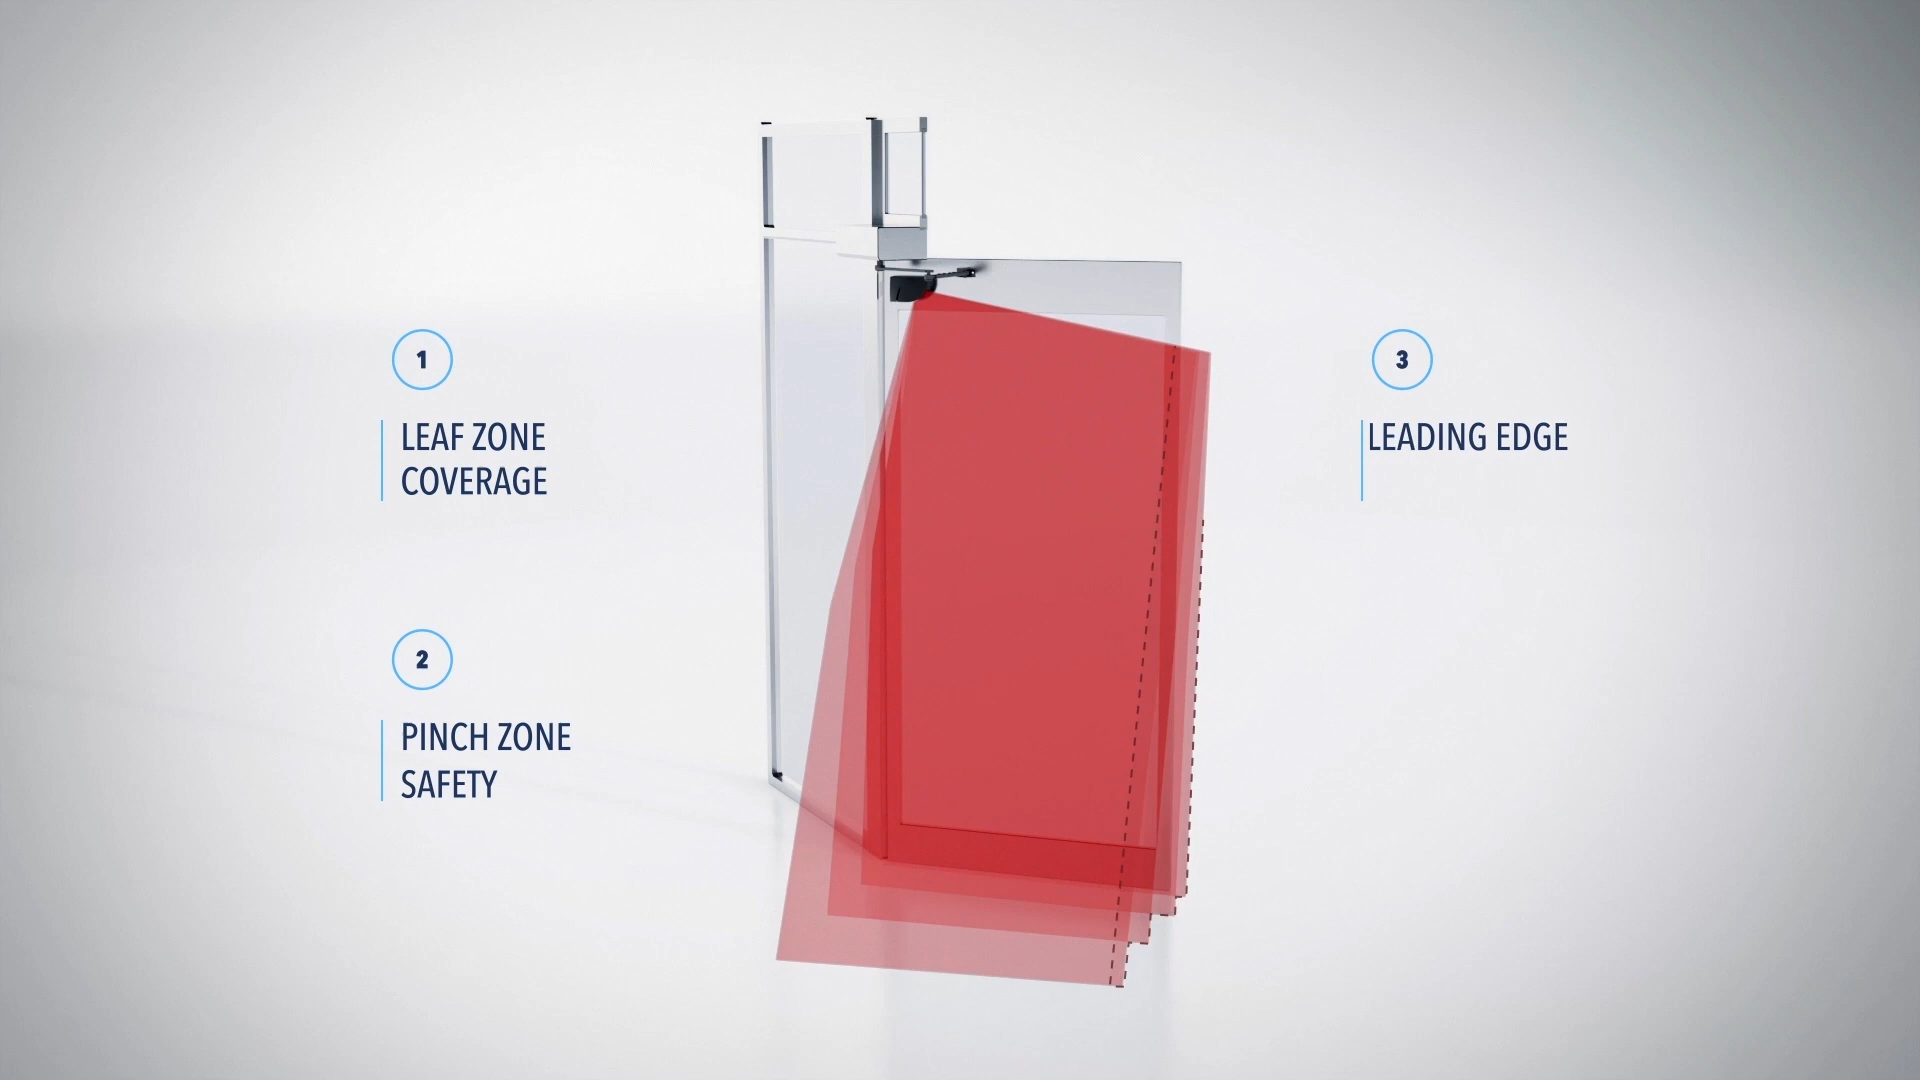 1
LEAF ZONE
COVERAGE
2
PINCH ZONE
SAFETY
3
LEADING EDGE